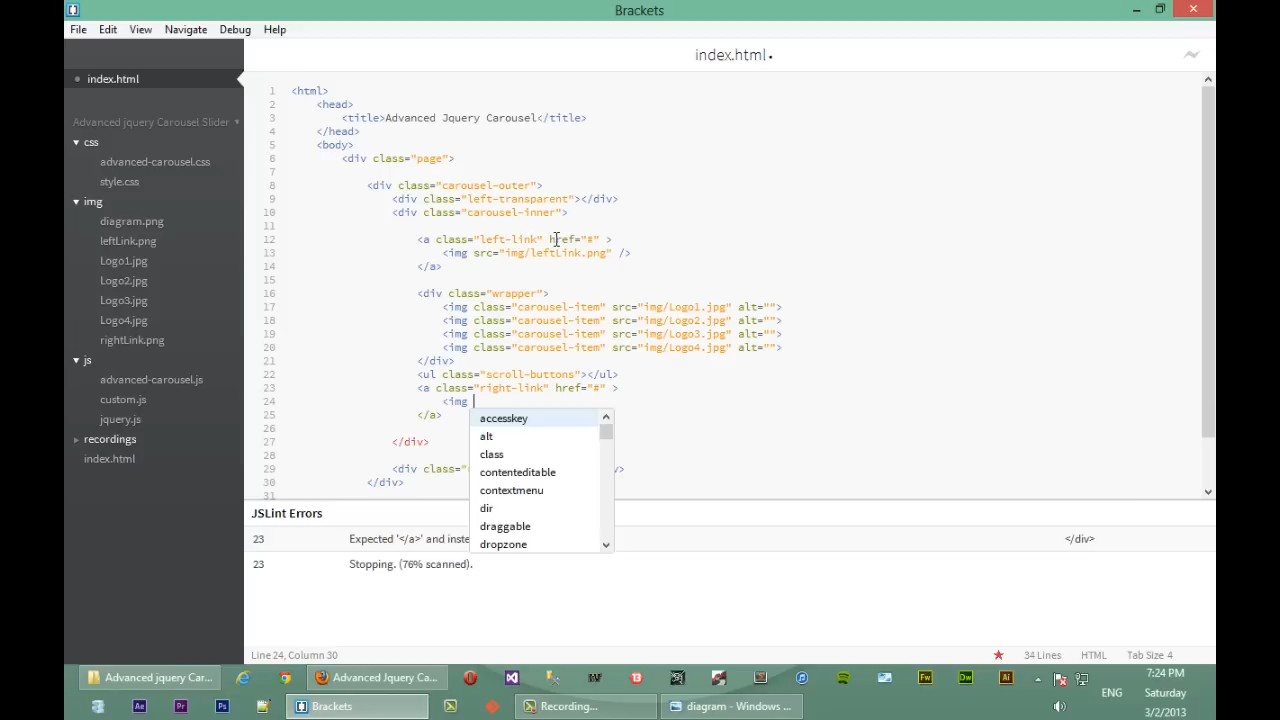 Brackets
File Edit View Navigate Debug Help
index.html •
index.html
Advanced jquery Carousel Slider
css
advanced-carousel.css
style.css
img
diagram.png
leftLink.png
Logo1.jpg
Logo2.jpg
Logo3.jpg
Logo4.jpg
rightLink.png
js
advanced-carousel.js
custom.js
jquery.js
recordings
index.html
1 <html>
2 <head>
3 <title>Advanced Jquery Carousel</title>
4 </head>
5 <body>
6 <div class="page">
7
8 <div class="carousel-outer">
9 <div class="left-transparent"></div>
10 <div class="carousel-inner">
11
12 <a class="left-link" href="#" >
13 <img src="img/leftLink.png" />
14 </a>
15
16 <div class="wrapper">
17 <img class="carousel-item" src="img/Logo1.jpg" alt="">
18 <img class="carousel-item" src="img/Logo2.jpg" alt="">
19 <img class="carousel-item" src="img/Logo3.jpg" alt="">
20 <img class="carousel-item" src="img/Logo4.jpg" alt="">
21 </div>
22 <ul class="scroll-buttons"></ul>
23 <a class="right-link" href="#" >
24 <img
25 </a>
26
27 </div>
28
29 <div class= v>
30 </div>
31
accesskey
alt
class
contenteditable
contextmenu
dir
draggable
dropzone
JSLint Errors
23 Expected '</a>' and inste </div>
23 Stopping. (76% scanned).
Line 24, Column 30 34 Lines HTML Tab Size 4
Advanced jquery Car... Advanced Jquery Ca... 13 Fw Dw Ai 7:24 PM
ENG Saturday
Ae Pr Ps Brackets Recording... diagram - Windows ... 3/2/2013